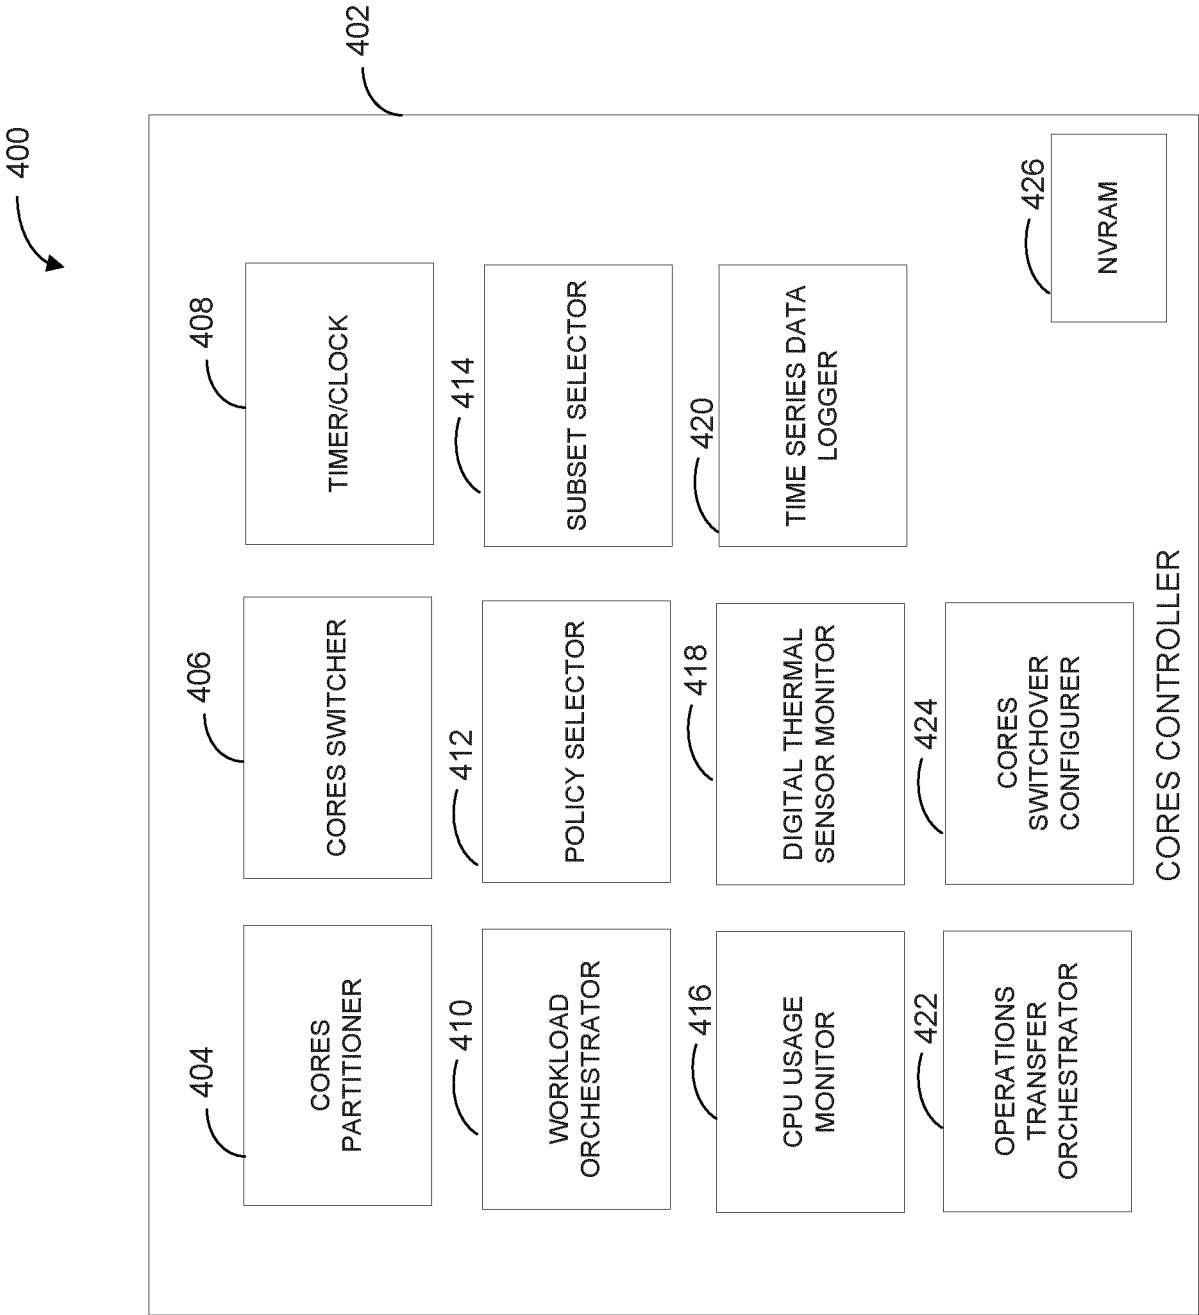 400
402
404
CORES
PARTITIONER
406
CORES SWITCHER
408
TIMER/CLOCK
410
WORKLOAD
ORCHESTRATOR
412
POLICY SELECTOR
414
SUBSET SELECTOR
416
CPU USAGE
MONITOR
418
DIGITAL THERMAL
SENSOR MONITOR
420
TIME SERIES DATA
LOGGER
422
OPERATIONS
TRANSFER
ORCHESTRATOR
424
CORES
SWITCHOVER
CONFIGURER
426
NVRAM
CORES CONTROLLER